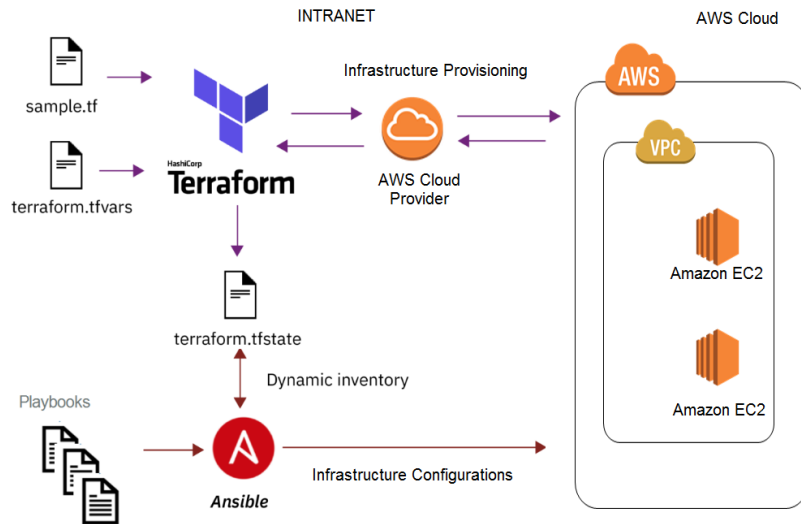 INTRANET
AWS Cloud
Infrastructure Provisioning
AWS
sample.tf
VPC
HashiCorp
Terraform
AWS Cloud
Provider
terraform.tfvars
Amazon EC2
terraform.tfstate
Dynamic inventory
Playbooks
Amazon EC2
Infrastructure Configurations
Ansible